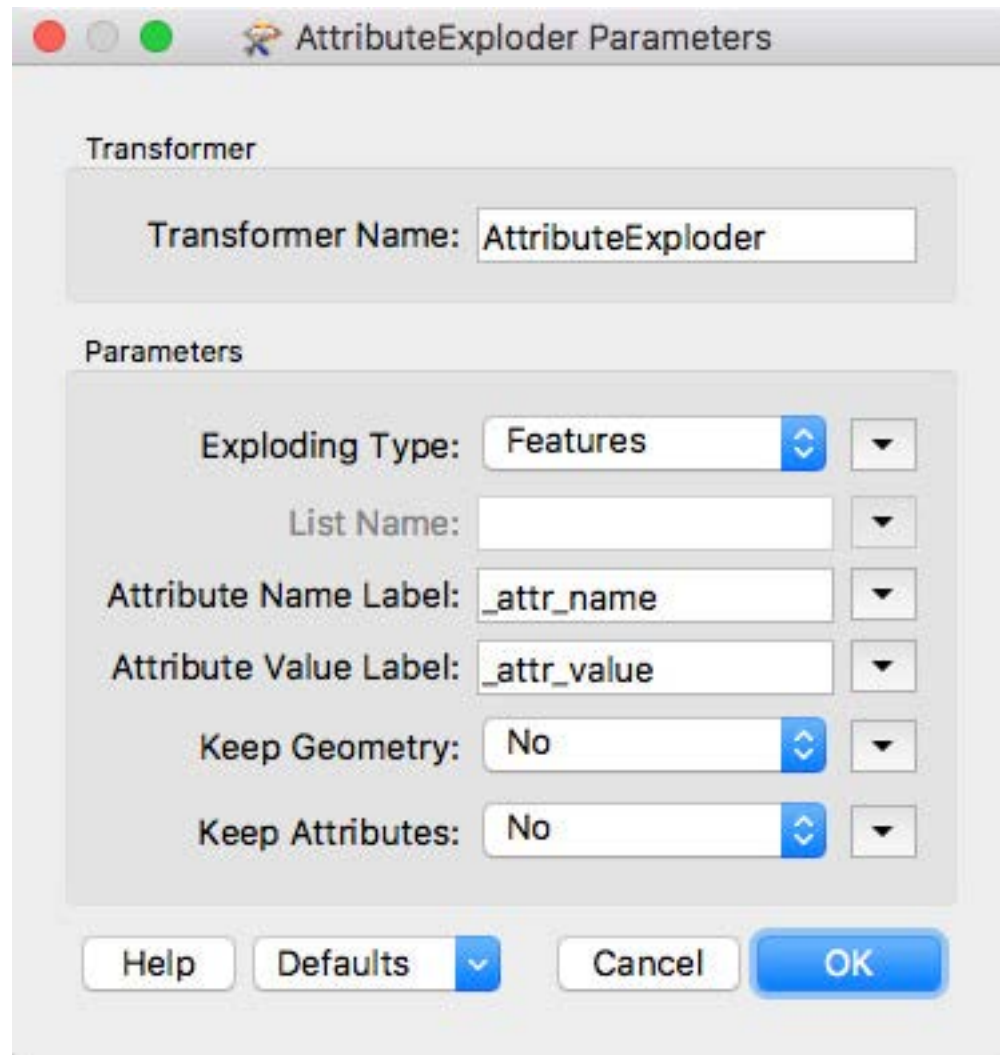 AttributeExploder Parameters
Transformer
Transformer Name: AttributeExploder
Parameters
Exploding Type: Features
List Name:
Attribute Name Label: _attr_name
Attribute Value Label: _attr_value
Keep Geometry: No
Keep Attributes: No
Help Defaults Cancel OK